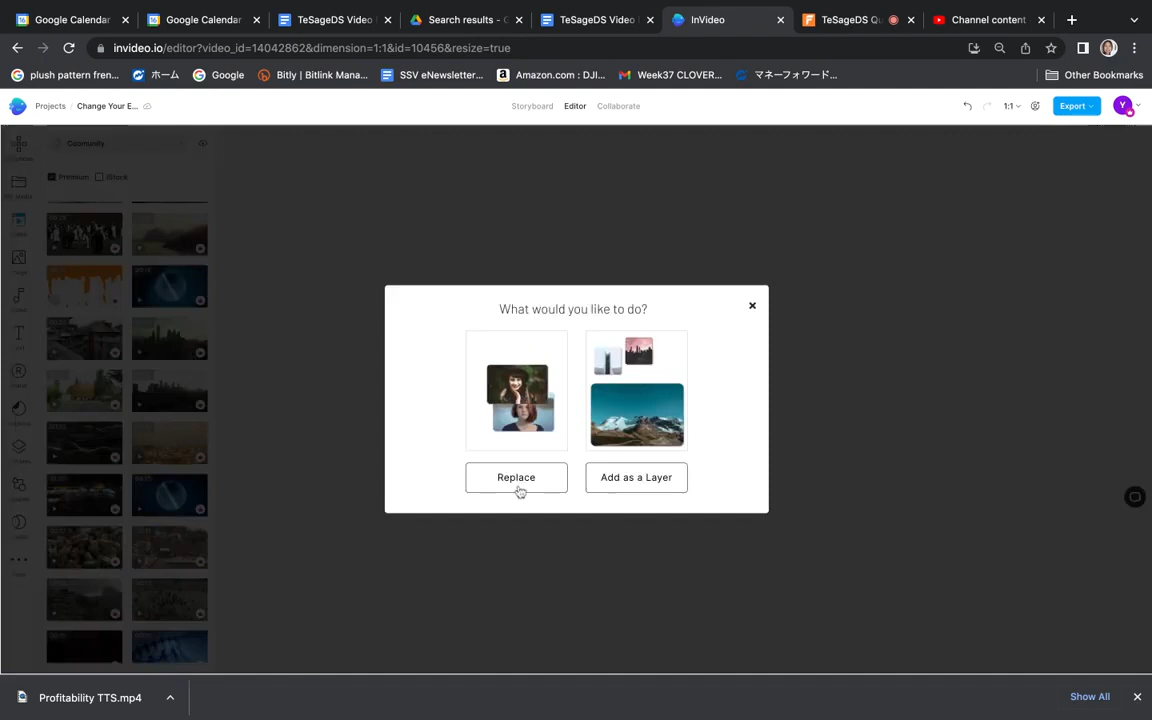 Google Calendar
Google Calendar
TeSageDS Video
Search results - G
TeSageDS Video
InVideo
TeSageDS Qu
Channel content
invideo.io/editor?video_id=14042862&dimension=1:1&id=10456&resize=true
plush pattern fren...
ホーム
Google
Bitly | Bitlink Mana...
SSV eNewsletter...
Amazon.com : DJI...
Week37 CLOVER...
マネーフォワード...
Other Bookmarks
Projects / Change Your E...
Storyboard
Editor
Collaborate
1:1
Export
Y
Premium
iStock
What would you like to do?
Replace
Add as a Layer
Profitability TTS.mp4
Show All